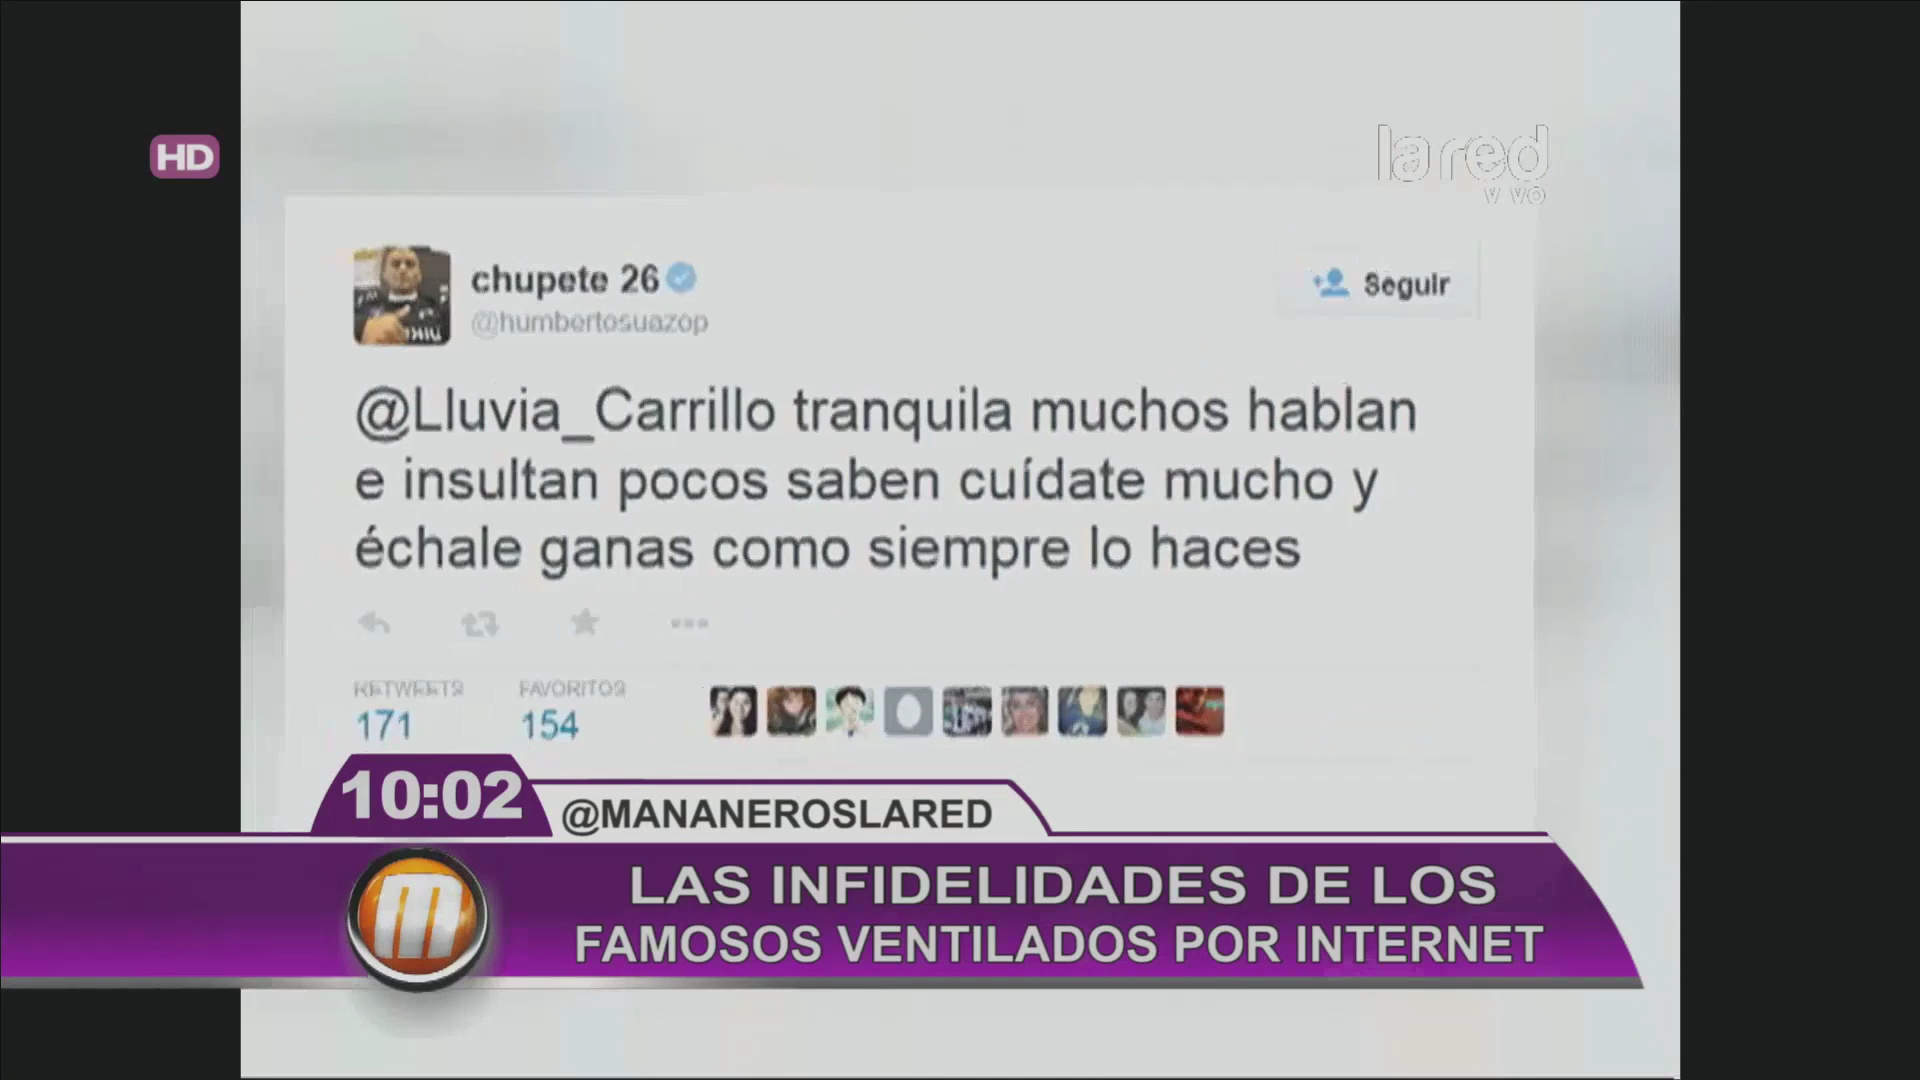 HD
la red
vivo
chupete 26
@humbertosuazop
Seguir
@Lluvia_Carrillo tranquila muchos hablan
e insultan pocos saben cuídate mucho y
échale ganas como siempre lo haces
RETWEETS
FAVORITOS
171
154
10:02
@MANANEROSLARED
LAS INFIDELIDADES DE LOS
FAMOSOS VENTILADOS POR INTERNET